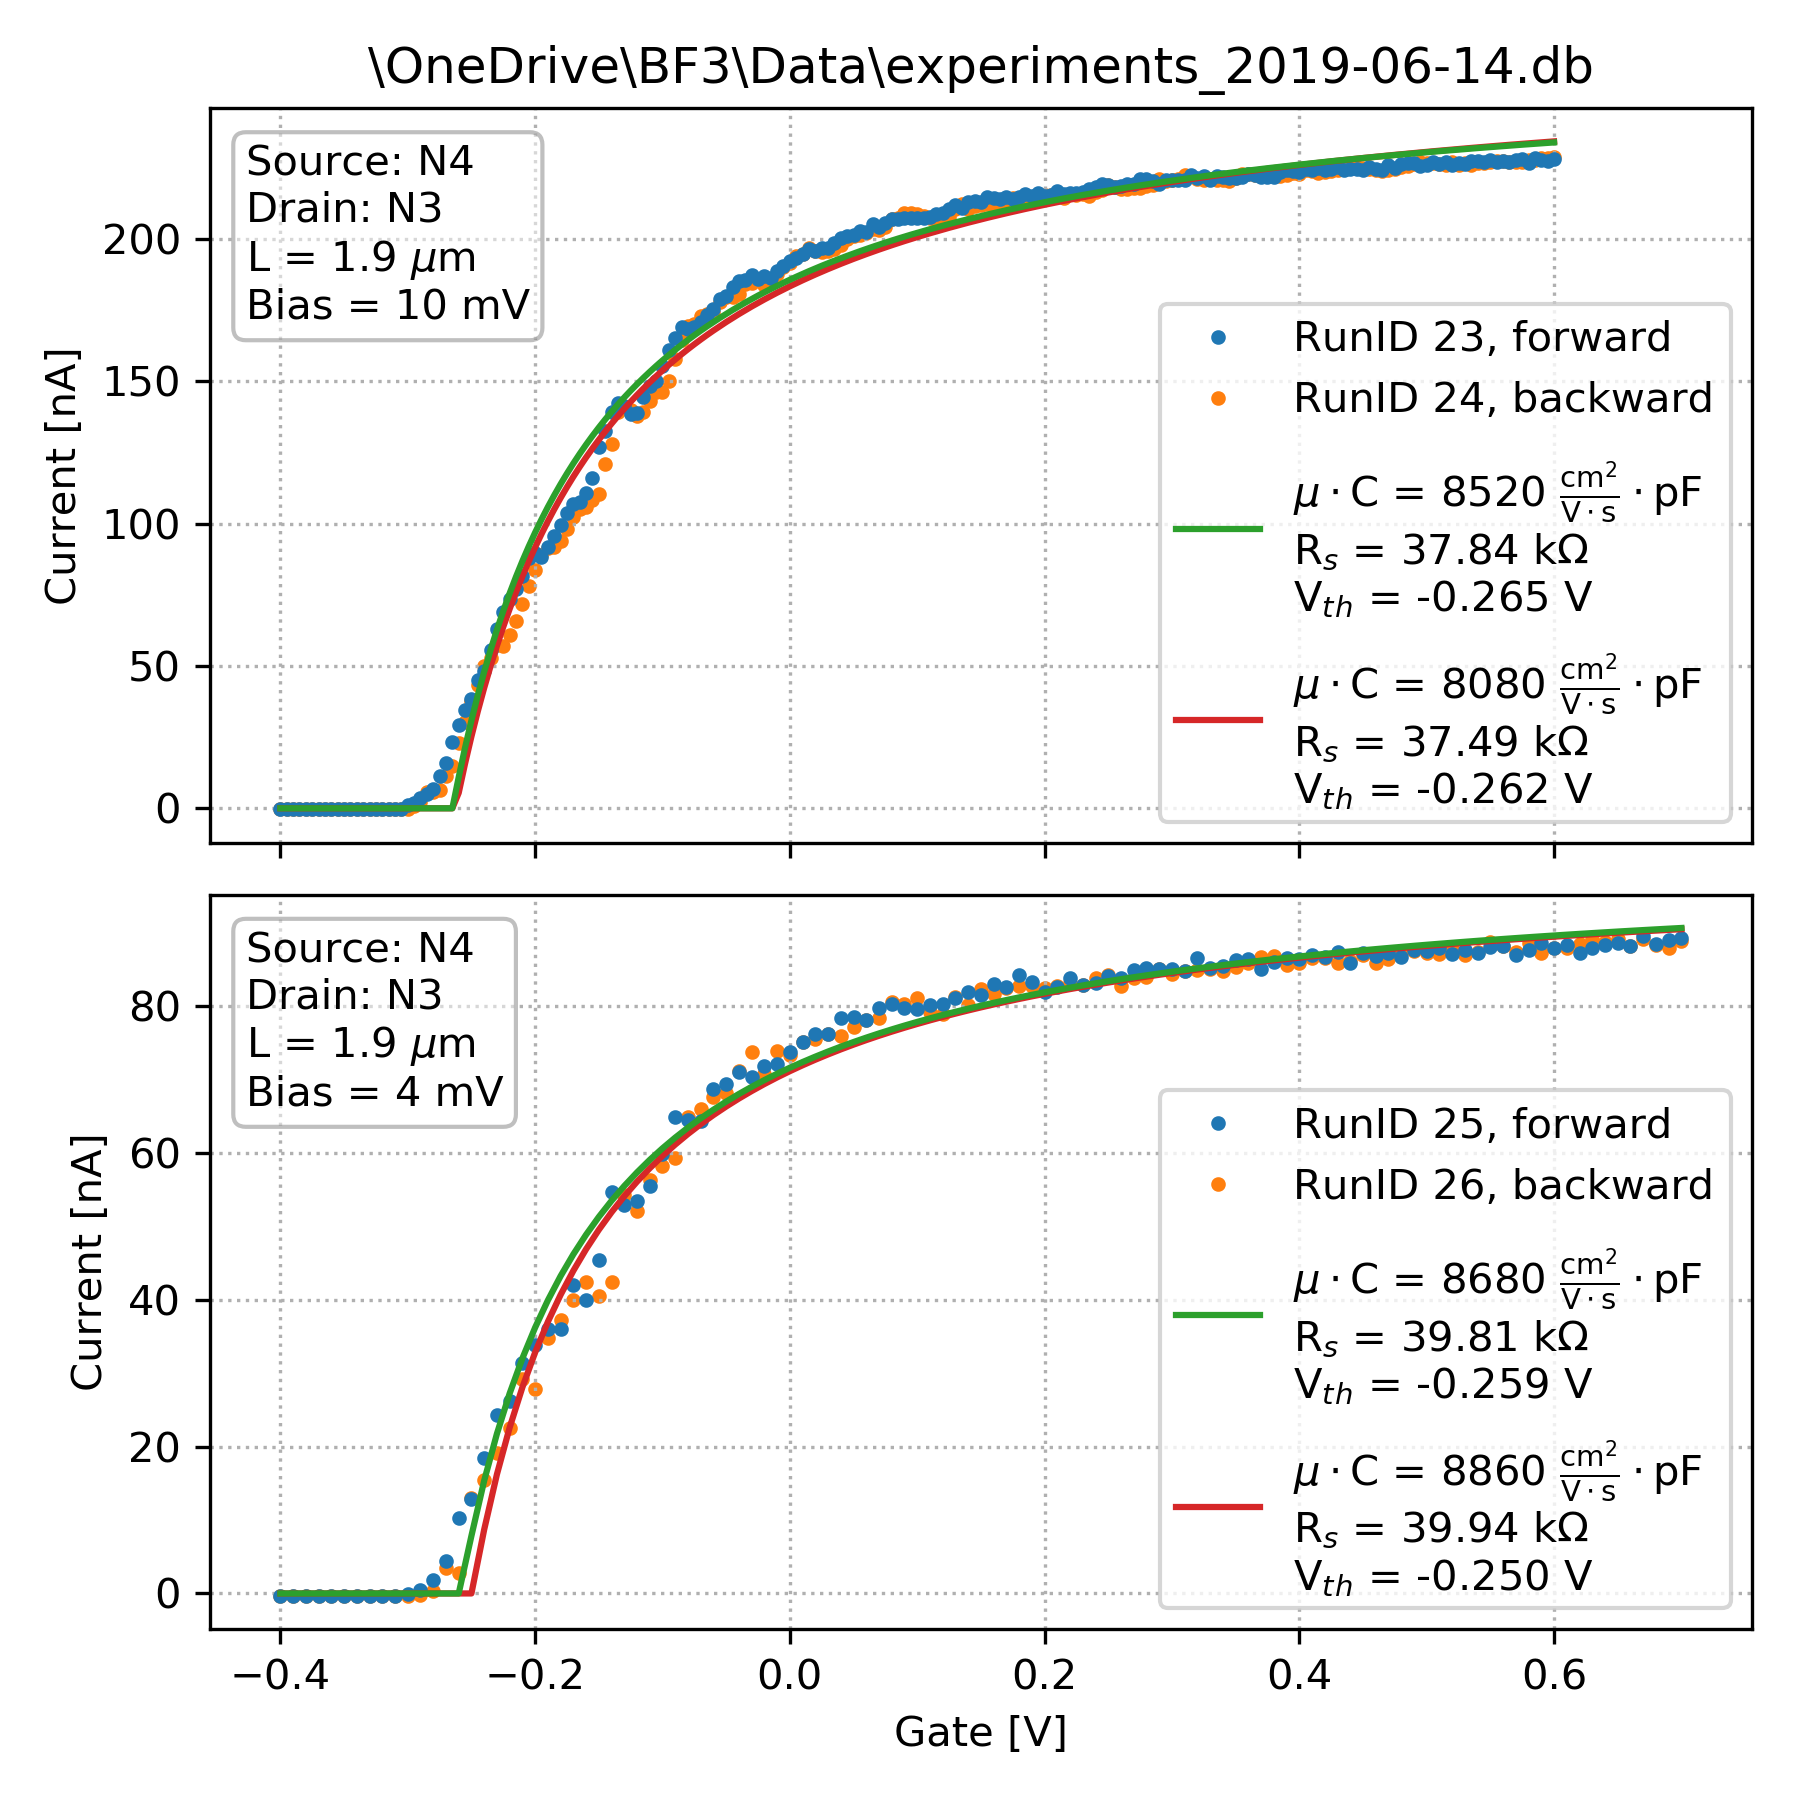 \OneDrive\BF3\Data\experiments_2019-06-14.db
Source: N4
Drain: N3
L = 1.9 μm
Bias = 10 mV
Current [nA]
200
150
100
50
0
RunID 23, forward
RunID 24, backward
μ · C = 8520 cm²/V · s · pF
Rₛ = 37.84 kΩ
V_th = -0.265 V
μ · C = 8080 cm²/V · s · pF
Rₛ = 37.49 kΩ
V_th = -0.262 V
Source: N4
Drain: N3
L = 1.9 μm
Bias = 4 mV
Current [nA]
80
60
40
20
0
RunID 25, forward
RunID 26, backward
μ · C = 8680 cm²/V · s · pF
Rₛ = 39.81 kΩ
V_th = -0.259 V
μ · C = 8860 cm²/V · s · pF
Rₛ = 39.94 kΩ
V_th = -0.250 V
−0.4 −0.2 0.0 0.2 0.4 0.6
Gate [V]